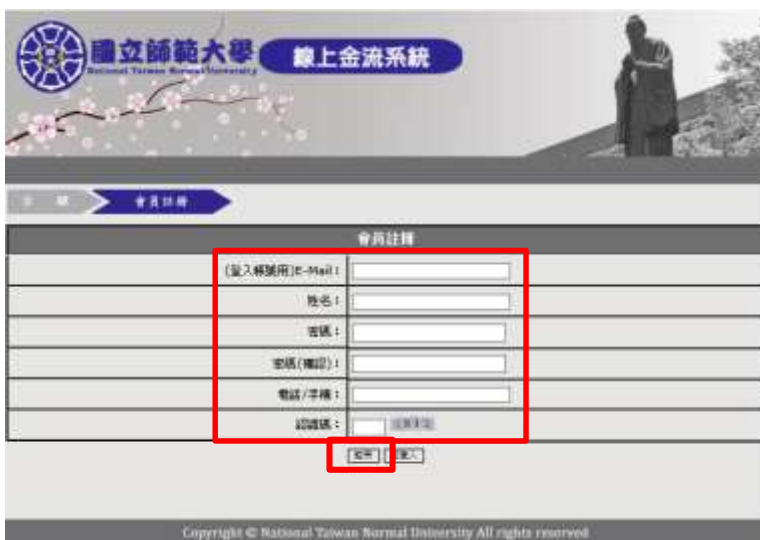 國立師範大學 線上金流系統
National Taiwan Normal University
會員註冊
會員註冊
(登入帳號用)E-Mail:
姓名:
密碼:
密碼(確認):
電話/手機:
認證碼:
Copyright © National Taiwan Normal University All rights reserved